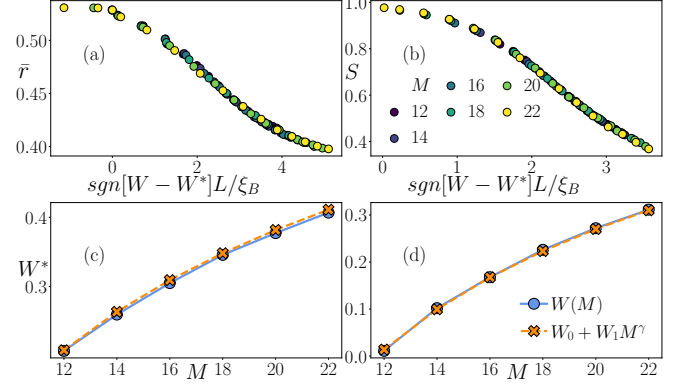 0.50
0.45
0.40
r̄
(a)
0 2 4
sgn[W − W*]L/ξ_B
1.0
0.8
0.6
0.4
S
(b)
M 16 20
12 18 22
14
0 1 2 3
sgn[W − W*]L/ξ_B
0.4
0.3
W*
(c)
12 14 16 18 20 22
M
0.3
0.2
0.1
0.0
(d)
W(M)
W₀ + W₁M^γ
12 14 16 18 20 22
M